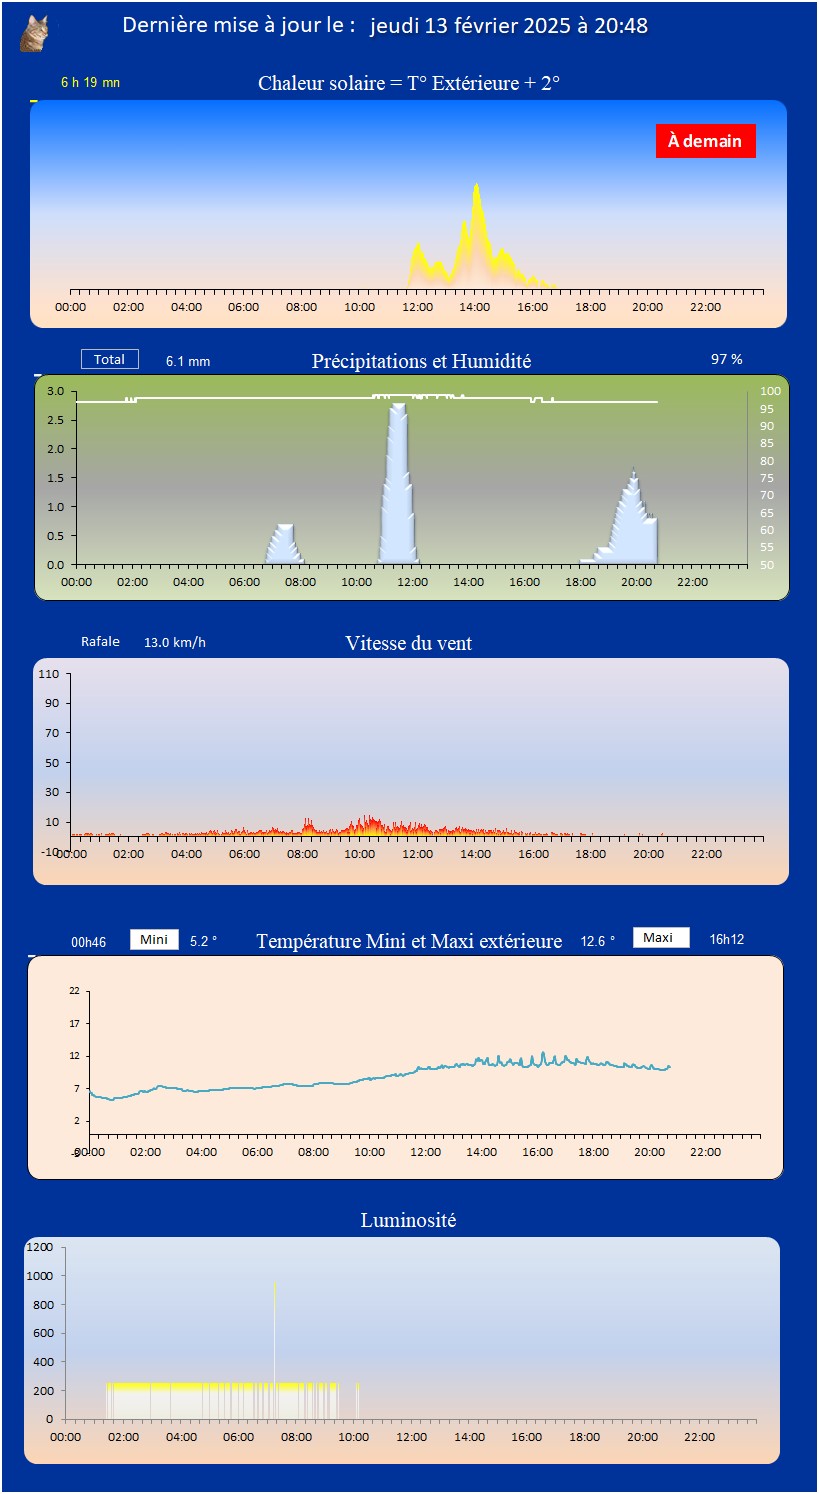 Dernière mise à jour le : jeudi 13 février 2025 à 20:48
6 h 19 mn Chaleur solaire = T° Extérieure + 2°
À demain
00:00 02:00 04:00 06:00 08:00 10:00 12:00 14:00 16:00 18:00 20:00 22:00
Total 6.1 mm Précipitations et Humidité 97 %
3.0 100
95
2.5 90
85
2.0 80
1.5 75
70
1.0 65
0.5 60
55
0.0 50
00:00 02:00 04:00 06:00 08:00 10:00 12:00 14:00 16:00 18:00 20:00 22:00
Rafale 13.0 km/h Vitesse du vent
110
90
70
50
30
10
-10 00:00 02:00 04:00 06:00 08:00 10:00 12:00 14:00 16:00 18:00 20:00 22:00
00h46 Mini 5.2 ° Température Mini et Maxi extérieure 12.6 ° Maxi 16h12
22
17
12
7
2
00:00 02:00 04:00 06:00 08:00 10:00 12:00 14:00 16:00 18:00 20:00 22:00
Luminosité
1200
1000
800
600
400
200
0
00:00 02:00 04:00 06:00 08:00 10:00 12:00 14:00 16:00 18:00 20:00 22:00